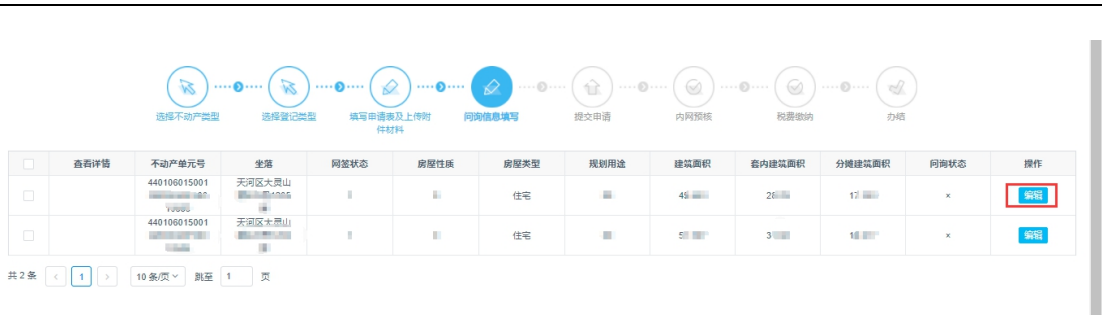 选择不动产类型
选择登记类型
填写申请表及上传附
件材料
问询信息填写
提交申请
内网预核
税费缴纳
办结
查看详情 不动产单元号 坐落 网签状态 房屋性质 房屋类型 规划用途 建筑面积 套内建筑面积 分摊建筑面积 问询状态 操作
440106015001 天河区大灵山
住宅 × 编辑
440106015001 天河区大灵山
住宅 × 编辑
共 2 条 < 1 > 10 条/页 跳至 1 页